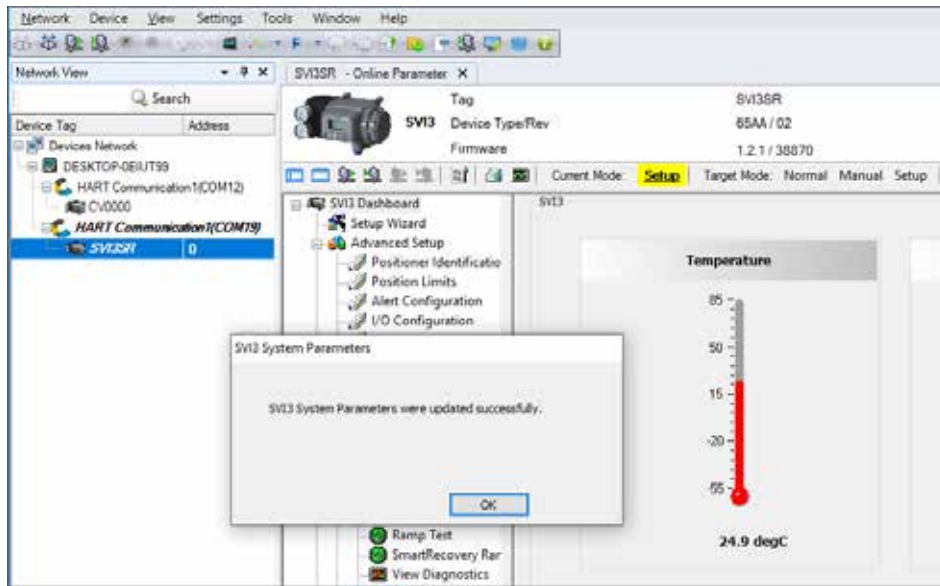 Network Device View Settings Tools Window Help
Network View
SVI3SR - Online Parameter
Search
Device Tag Address
Devices Network
DESKTOP-0EIUT99
HART Communication1(COM12)
CV0000
HART Communication1(COM19)
SVI3SR 0
SVI3
Tag SVI3SR
Device Type/Rev 65AA / 02
Firmware 1.2.1 / 38870
Current Mode: Setup Target Mode: Normal Manual Setup
SVI3 Dashboard
Setup Wizard
Advanced Setup
Positioner Identificatio
Position Limits
Alert Configuration
I/O Configuration
SVI3
Temperature
85
50
15
-20
-55
24.9 degC
SVI3 System Parameters
SVI3 System Parameters were updated successfully.
OK
Ramp Test
SmartRecovery Rar
View Diagnostics